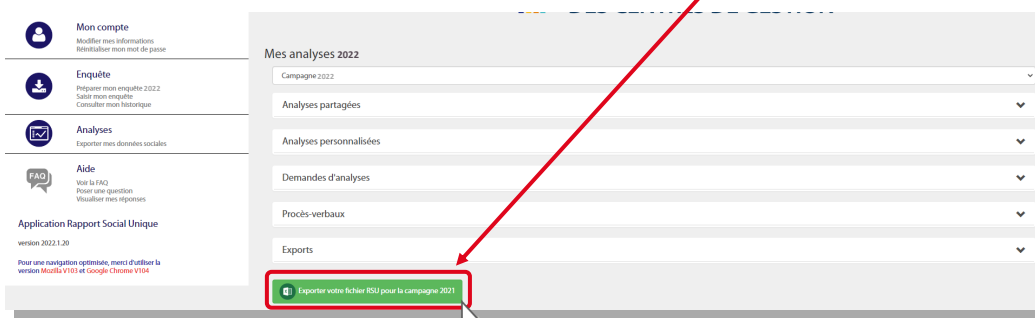 Mon compte
Modifier mes informations
Réinitialiser mon mot de passe
Enquête
Préparer mon enquête 2022
Saisir mon enquête
Consulter mon historique
Analyses
Exporter mes données sociales
FAQ
Aide
Voir la FAQ
Poser une question
Visualiser mes réponses
Application Rapport Social Unique
version 2022.1.20
Pour une navigation optimisée, merci d'utiliser la
version Mozilla V103 et Google Chrome V104
Mes analyses 2022
Campagne 2022
Analyses partagées
Analyses personnalisées
Demandes d'analyses
Procès-verbaux
Exports
Exporter votre fichier RSU pour la campagne 2021